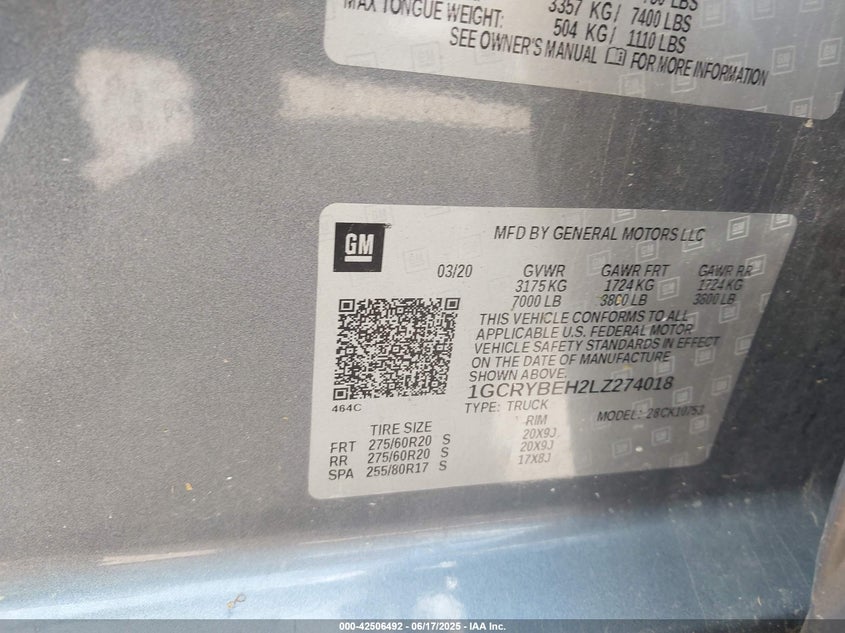 3357 KG / 7400 LBS
MAX TONGUE WEIGHT: 504 KG / 1110 LBS
SEE OWNER'S MANUAL FOR MORE INFORMATION
GM
MFD BY GENERAL MOTORS LLC
03/20 GVWR GAWR FRT GAWR RR
3175 KG 1724 KG 1724 KG
7000 LB 3800 LB 3800 LB
THIS VEHICLE CONFORMS TO ALL
APPLICABLE U.S. FEDERAL MOTOR
VEHICLE SAFETY STANDARDS IN EFFECT
ON THE DATE OF MANUFACTURE
SHOWN ABOVE.
1GCRYBEH2LZ274018
464C
TYPE: TRUCK MODEL:
TIRE SIZE RIM
FRT 275/60R20 S 20X9J
RR 275/60R20 S 20X9J
SPA 255/80R17 S 17X8J
000-42506492 - 06/17/2025 - IAA Inc.